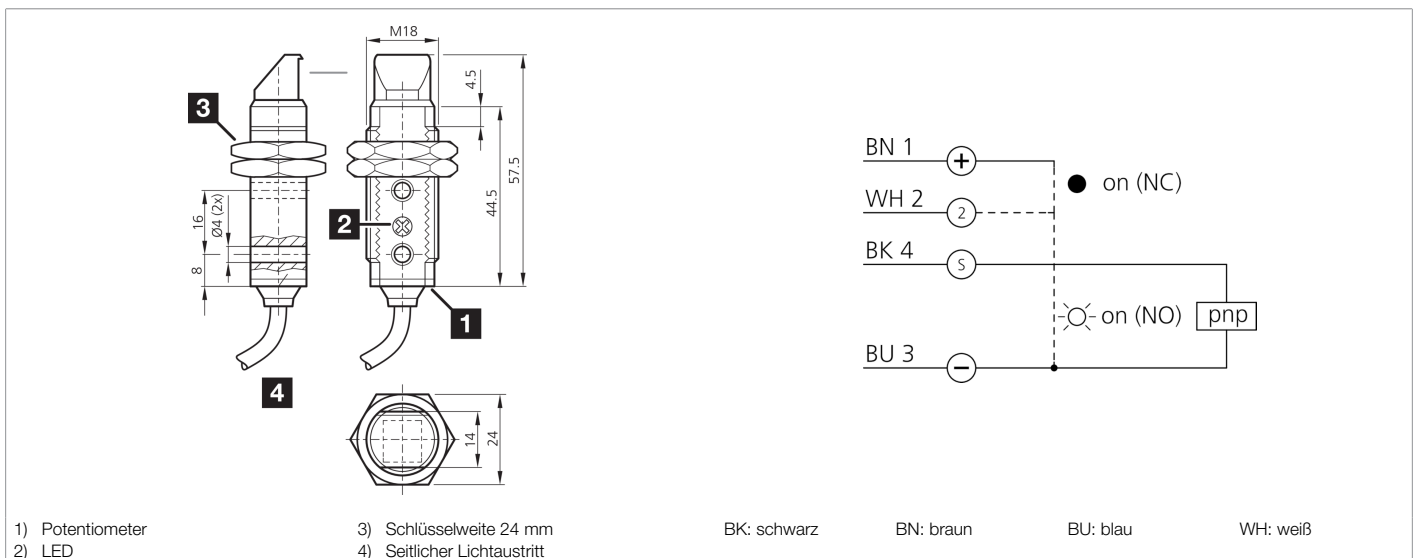 M18
4.5
3
57.5
44.5
16
Ø4 (2x)
8
2
1
4
14
24
BN 1
+
on (NC)
WH 2
2
BK 4
S
on (NO)
pnp
BU 3
−
1) Potentiometer
2) LED
3) Schlüsselweite 24 mm
4) Seitlicher Lichtaustritt
BK: schwarz
BN: braun
BU: blau
WH: weiß